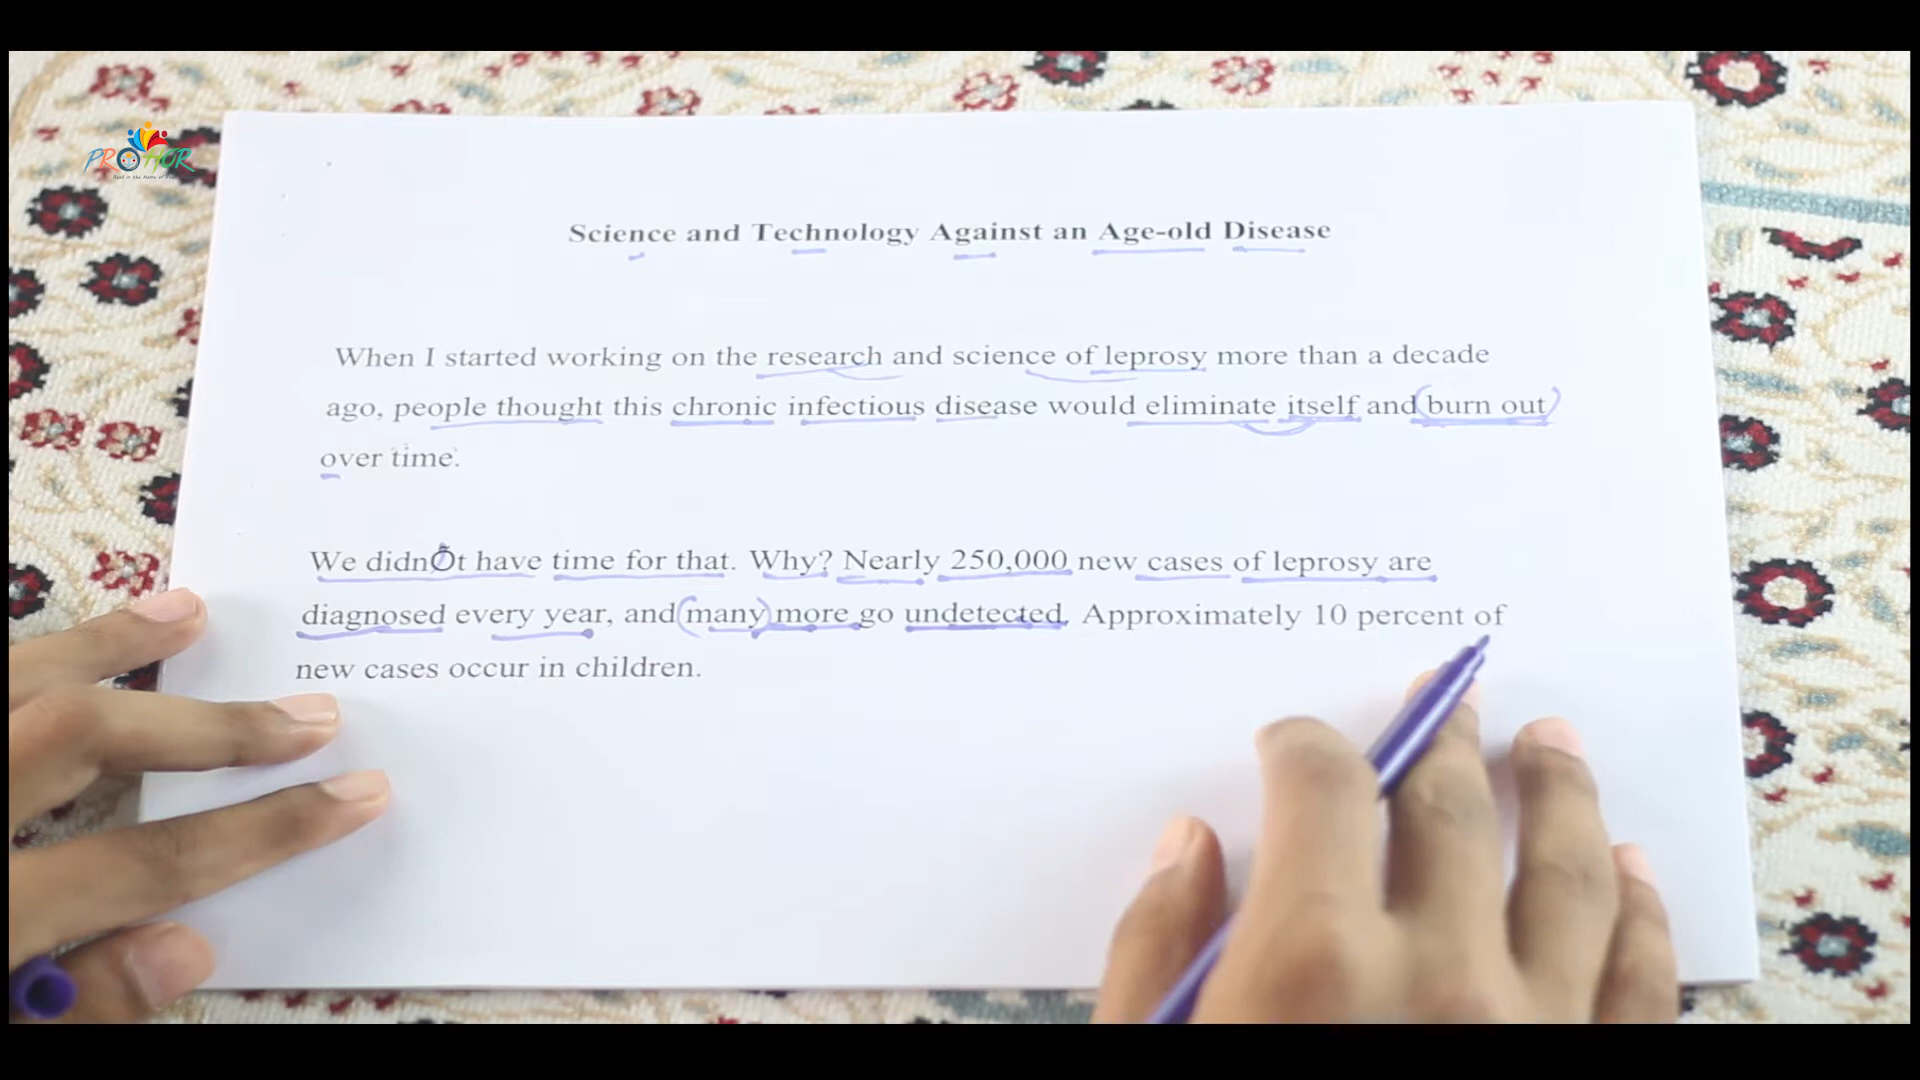 PROHOR
Science and Technology Against an Age-old Disease
When I started working on the research and science of leprosy more than a decade
ago, people thought this chronic infectious disease would eliminate itself and burn out
over time.
We didnÕt have time for that. Why? Nearly 250,000 new cases of leprosy are
diagnosed every year, and many more go undetected. Approximately 10 percent of
new cases occur in children.